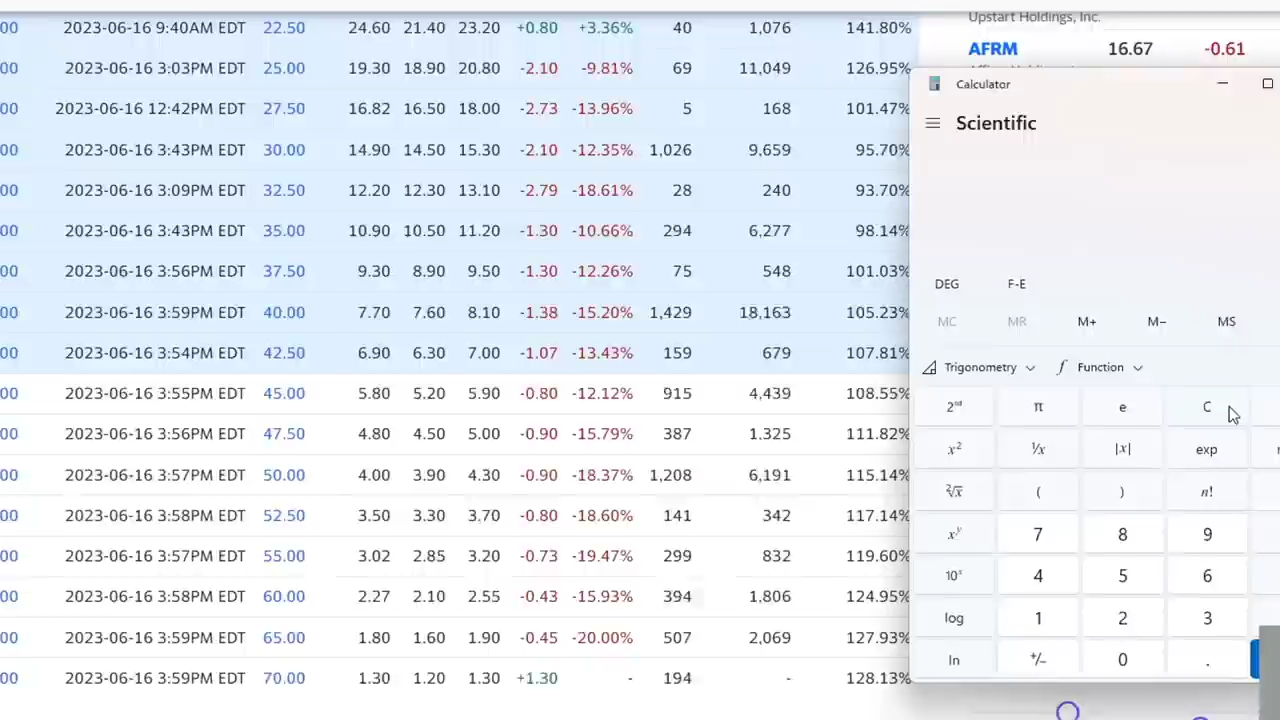 00 2023-06-16 9:40AM EDT 22.50 24.60 21.40 23.20 +0.80 +3.36% 40 1,076 141.80%
00 2023-06-16 3:03PM EDT 25.00 19.30 18.90 20.80 -2.10 -9.81% 69 11,049 126.95%
00 2023-06-16 12:42PM EDT 27.50 16.82 16.50 18.00 -2.73 -13.96% 5 168 101.47%
00 2023-06-16 3:43PM EDT 30.00 14.90 14.50 15.30 -2.10 -12.35% 1,026 9,659 95.70%
00 2023-06-16 3:09PM EDT 32.50 12.20 12.30 13.10 -2.79 -18.61% 28 240 93.70%
00 2023-06-16 3:43PM EDT 35.00 10.90 10.50 11.20 -1.30 -10.66% 294 6,277 98.14%
00 2023-06-16 3:56PM EDT 37.50 9.30 8.90 9.50 -1.30 -12.26% 75 548 101.03%
00 2023-06-16 3:59PM EDT 40.00 7.70 7.60 8.10 -1.38 -15.20% 1,429 18,163 105.23%
00 2023-06-16 3:54PM EDT 42.50 6.90 6.30 7.00 -1.07 -13.43% 159 679 107.81%
00 2023-06-16 3:55PM EDT 45.00 5.80 5.20 5.90 -0.80 -12.12% 915 4,439 108.55%
00 2023-06-16 3:56PM EDT 47.50 4.80 4.50 5.00 -0.90 -15.79% 387 1,325 111.82%
00 2023-06-16 3:57PM EDT 50.00 4.00 3.90 4.30 -0.90 -18.37% 1,208 6,191 115.14%
00 2023-06-16 3:58PM EDT 52.50 3.50 3.30 3.70 -0.80 -18.60% 141 342 117.14%
00 2023-06-16 3:57PM EDT 55.00 3.02 2.85 3.20 -0.73 -19.47% 299 832 119.60%
00 2023-06-16 3:58PM EDT 60.00 2.27 2.10 2.55 -0.43 -15.93% 394 1,806 124.95%
00 2023-06-16 3:59PM EDT 65.00 1.80 1.60 1.90 -0.45 -20.00% 507 2,069 127.93%
00 2023-06-16 3:59PM EDT 70.00 1.30 1.20 1.30 +1.30 - 194 - 128.13%
Upstart Holdings, Inc.
AFRM 16.67 -0.61
Calculator
Scientific
DEG F-E
MC MR M+ M− MS
Trigonometry f Function
2ⁿᵈ π e C
x² ¹/x |x| exp
²√x ( ) n!
xʸ 7 8 9
10ˣ 4 5 6
log 1 2 3
ln +/− 0 .